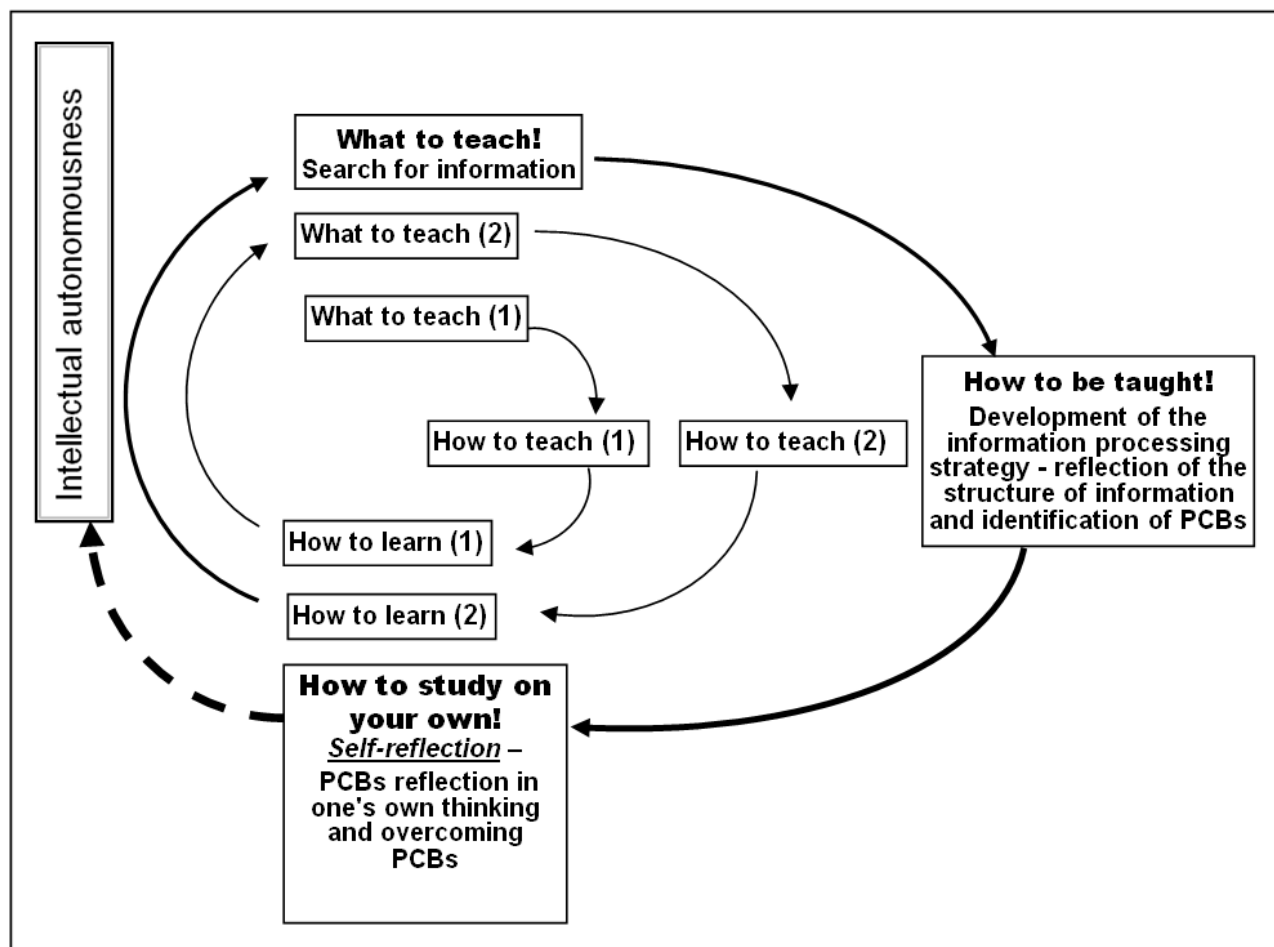 Intellectual autonomousness
What to teach!
Search for information
What to teach (2)
What to teach (1)
How to teach (1)
How to teach (2)
How to be taught!
Development of the
information processing
strategy - reflection of the
structure of information
and identification of PCBs
How to learn (1)
How to learn (2)
How to study on
your own!
Self-reflection –
PCBs reflection in
one's own thinking
and overcoming
PCBs